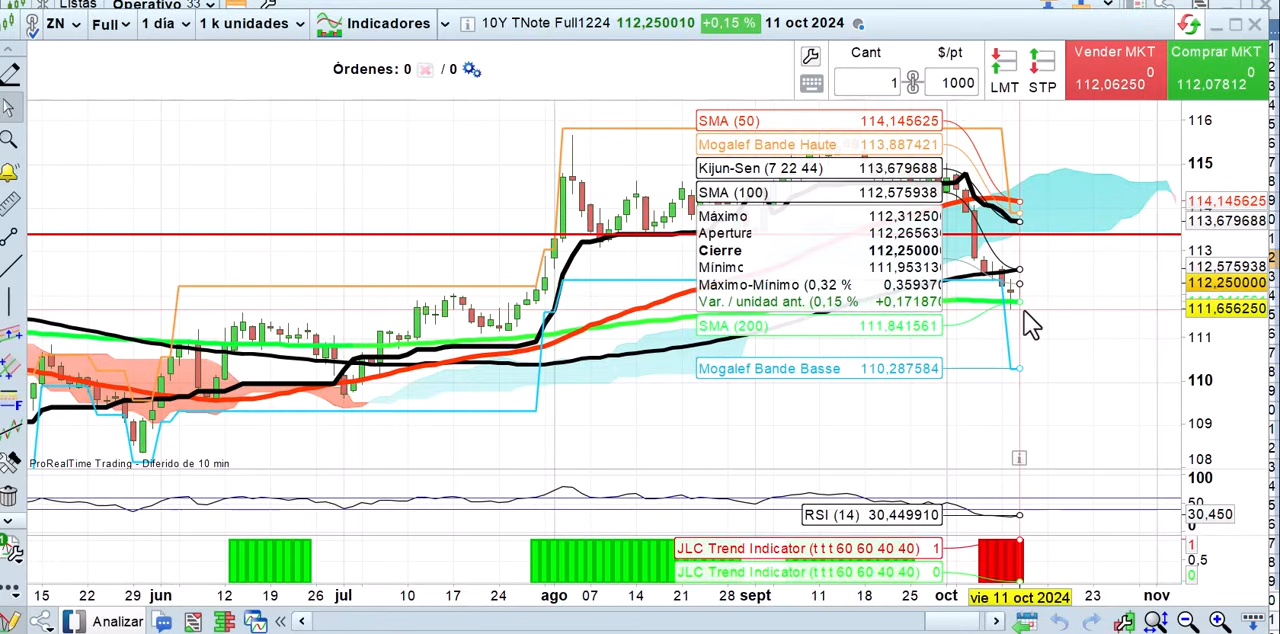 Listas
Operativo 33
ZN Full 1 día 1 k unidades Indicadores 10Y TNote Full1224 112,250010 +0,15 % 11 oct 2024
Órdenes: 0 / 0
Cant $/pt
1 1000
LMT STP
Vender MKT
0
112,06250
Comprar MKT
0
112,07812
SMA (50) 114,145625
Mogalef Bande Haute 113,887421
Kijun-Sen (7 22 44) 113,679688
SMA (100) 112,575938
Máximo 112,31250
Apertura 112,26563
Cierre 112,25000
Mínimo 111,95313
Máximo-Mínimo (0,32 % 0,359370
Var. / unidad ant. (0,15 % +0,171870
SMA (200) 111,841561
Mogalef Bande Basse 110,287584
116
115
114,145625
113,679688
113
112,575938
112,250000
111,656250
111
110
109
108
ProRealTime Trading - Diferido de 10 min
100
50
30,450
0
RSI (14) 30,449910
JLC Trend Indicator (t t t 60 60 40 40) 1
JLC Trend Indicator (t t t 60 60 40 40) 0
1
0,5
0
15 22 29 jun 12 19 26 jul 10 17 24 ago 07 14 21 28 sept 11 18 25 oct vie 11 oct 2024 23 nov
Analizar